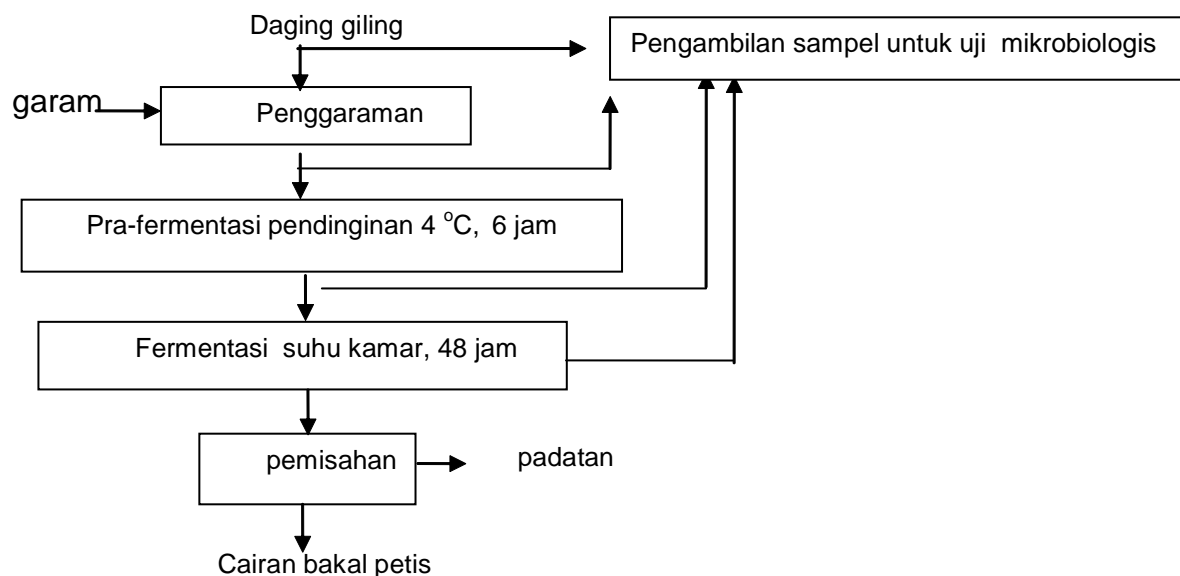 Daging giling
Pengambilan sampel untuk uji mikrobiologis
garam
Penggaraman
Pra-fermentasi pendinginan 4 °C, 6 jam
Fermentasi suhu kamar, 48 jam
pemisahan
padatan
Cairan bakal petis